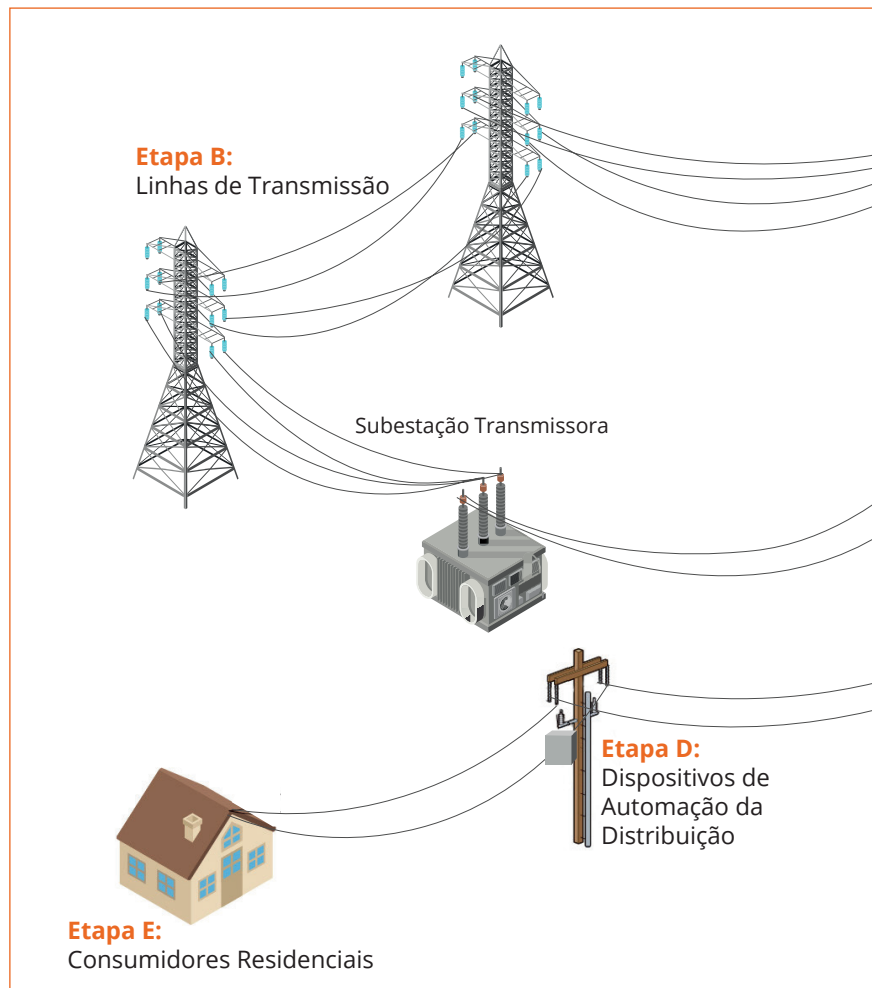 Etapa B:
Linhas de Transmissão
Subestação Transmissora
Etapa D:
Dispositivos de
Automação da
Distribuição
Etapa E:
Consumidores Residenciais